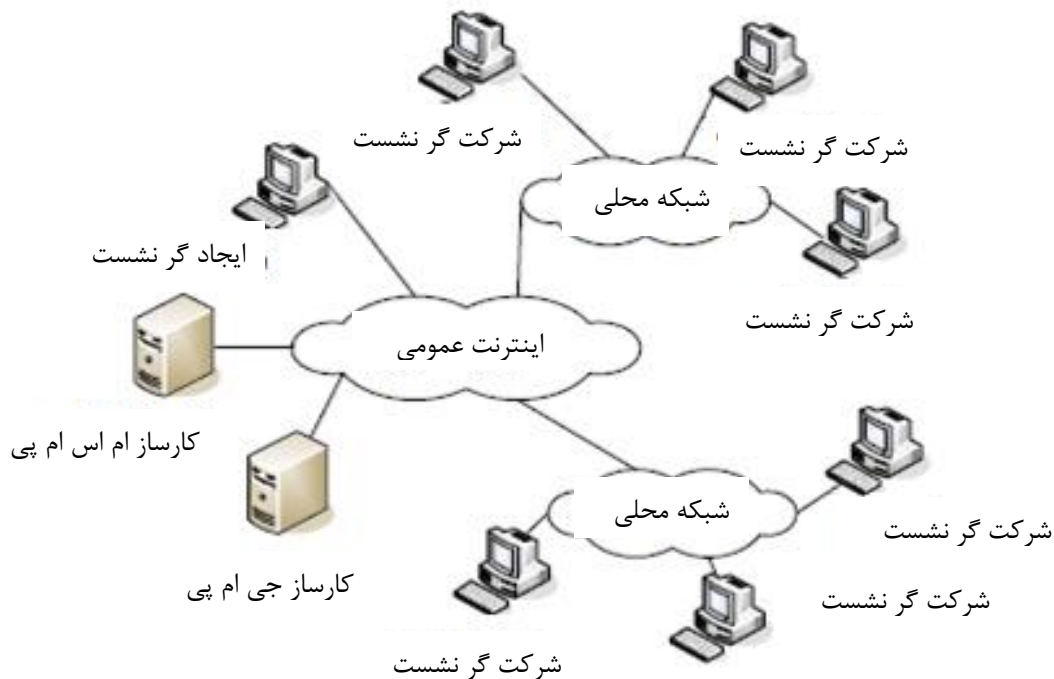 شرکت گر نشست
شرکت گر نشست
شبکه محلی
ایجاد گر نشست
شرکت گر نشست
اینترنت عمومی
کارساز ام اس ام پی
شبکه محلی
شرکت گر نشست
کارساز جی ام پی
شرکت گر نشست
شرکت گر نشست